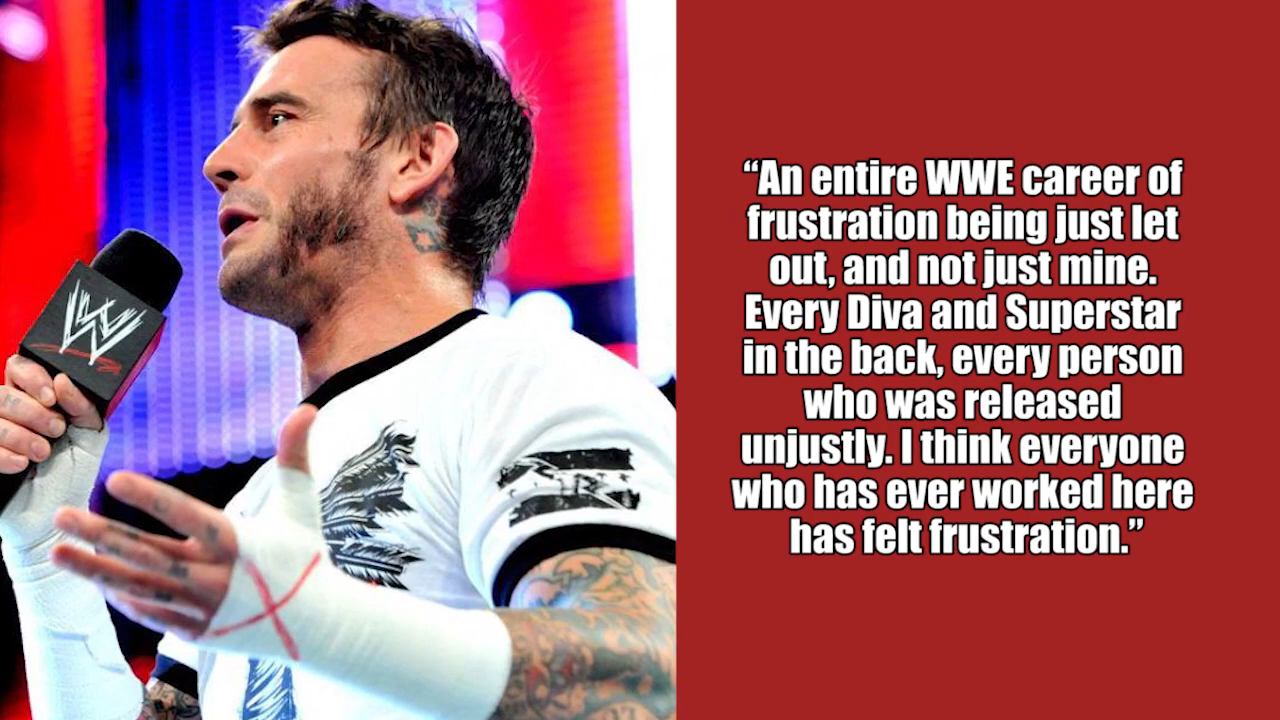 “An entire WWE career of
frustration being just let
out, and not just mine.
Every Diva and Superstar
in the back, every person
who was released
unjustly. I think everyone
who has ever worked here
has felt frustration.”
W
X